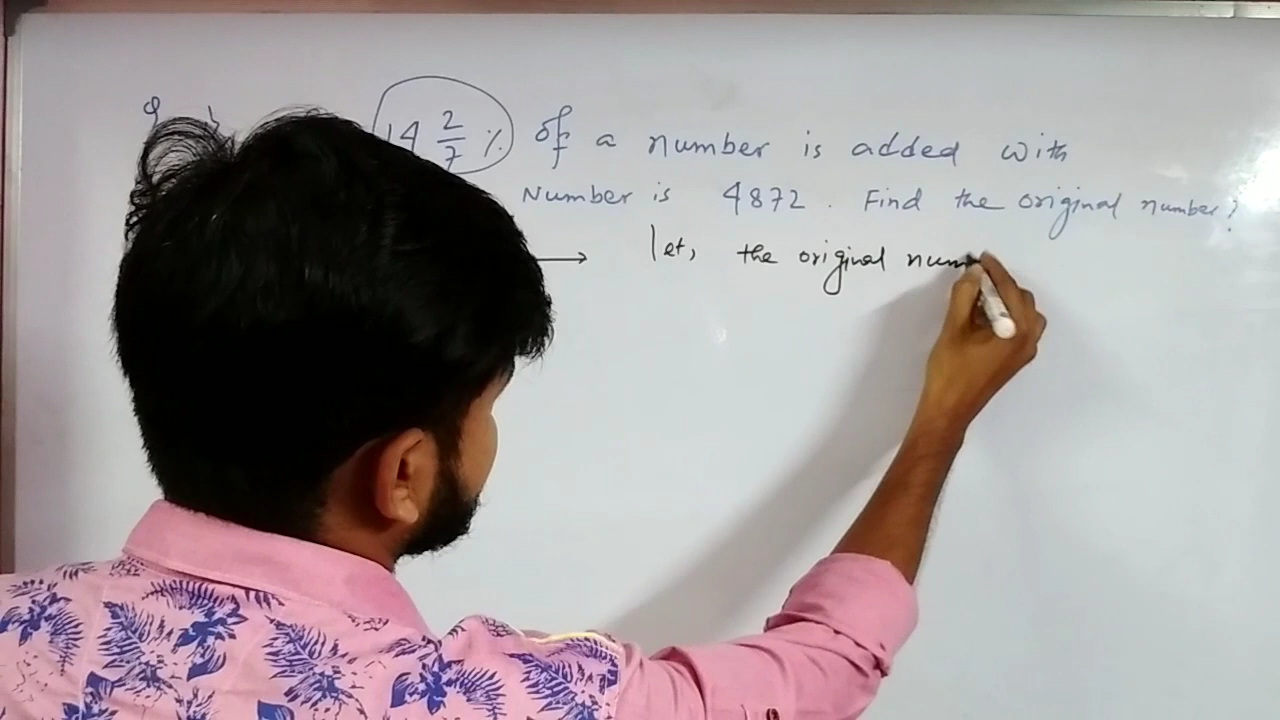 14 2/7 % of a number is added with
Number is 4872. Find the original number?
let, the original num